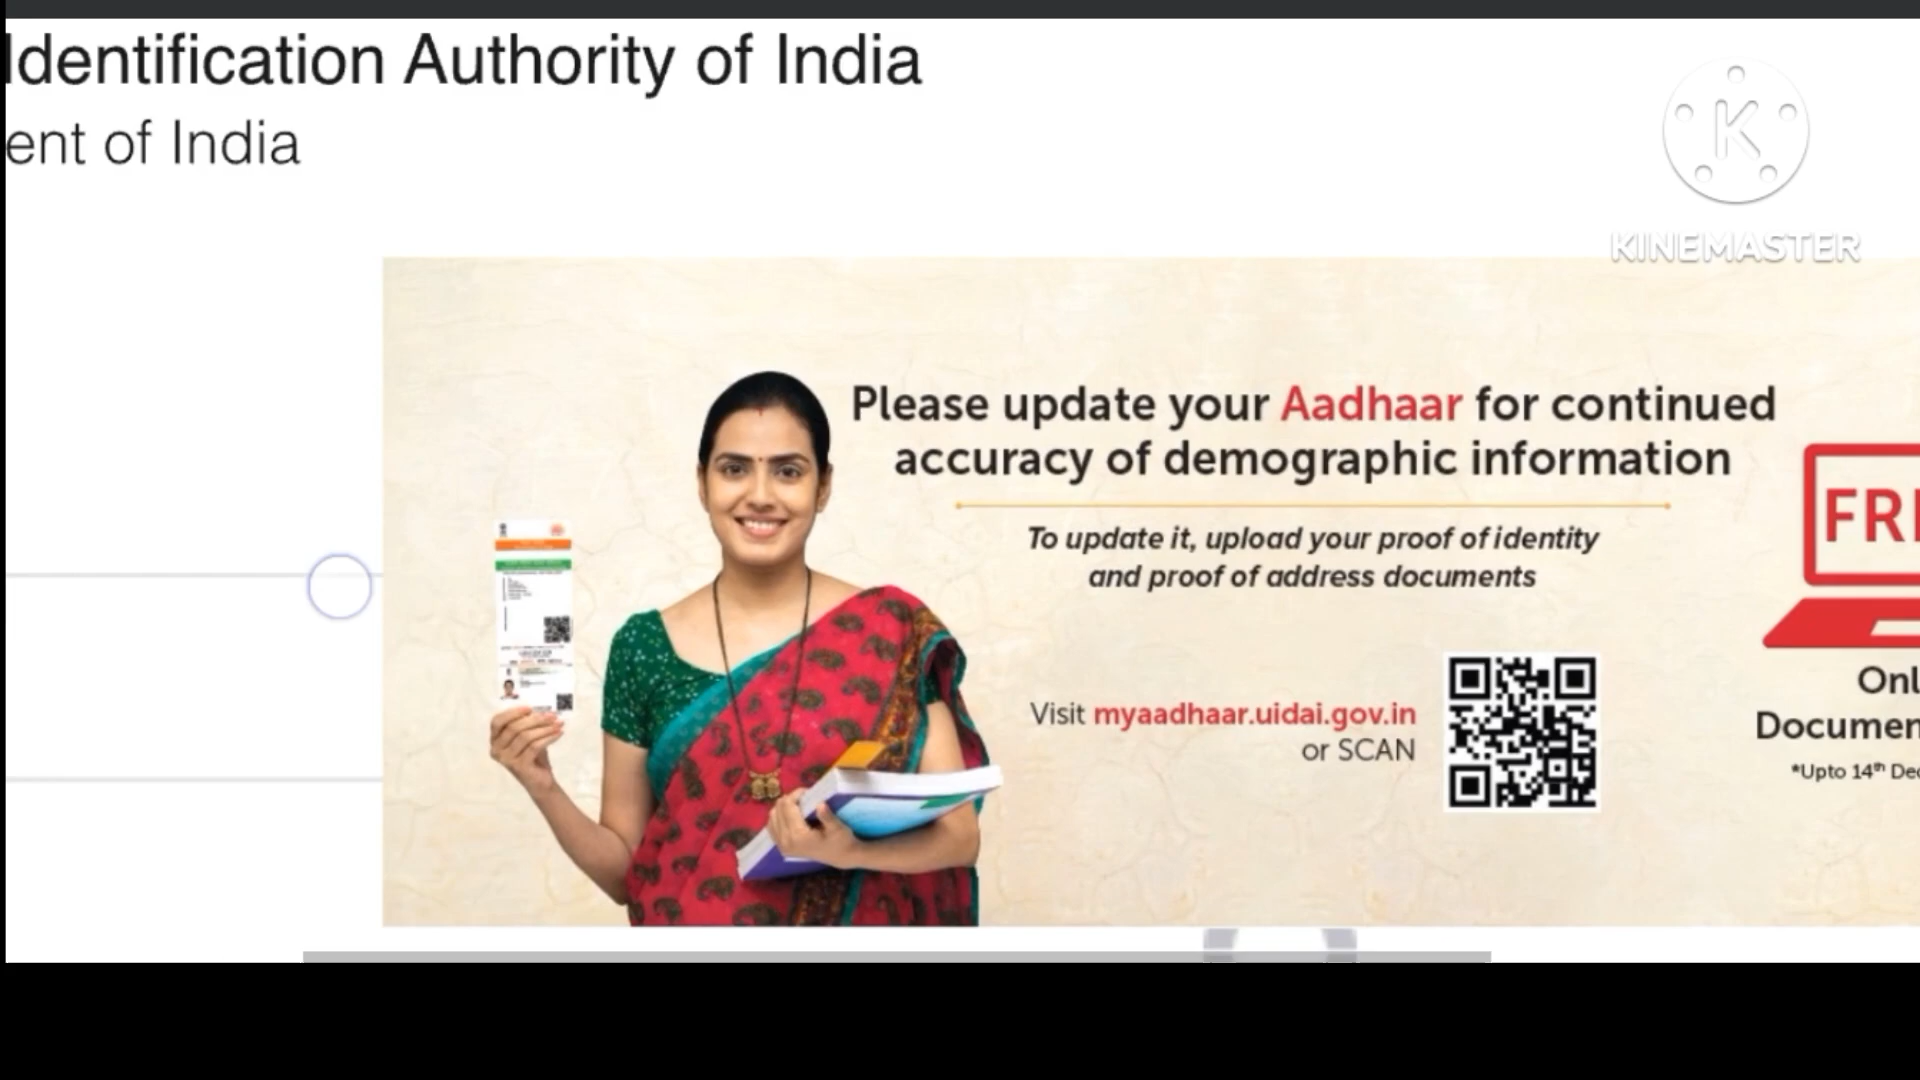 Identification Authority of India
ent of India
K
KINEMASTER
Please update your Aadhaar for continued
accuracy of demographic information
To update it, upload your proof of identity
and proof of address documents
Visit myaadhaar.uidai.gov.in
or SCAN
FRE
Onl
Documen
*Upto 14th Dec